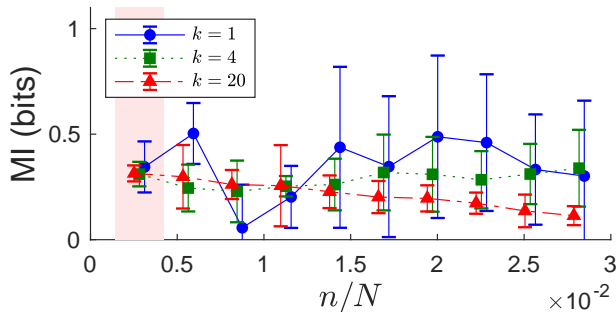 1
k = 1
k = 4
k = 20
MI (bits)
0.5
0
0 0.5 1 1.5 2 2.5 3
n/N
×10⁻²